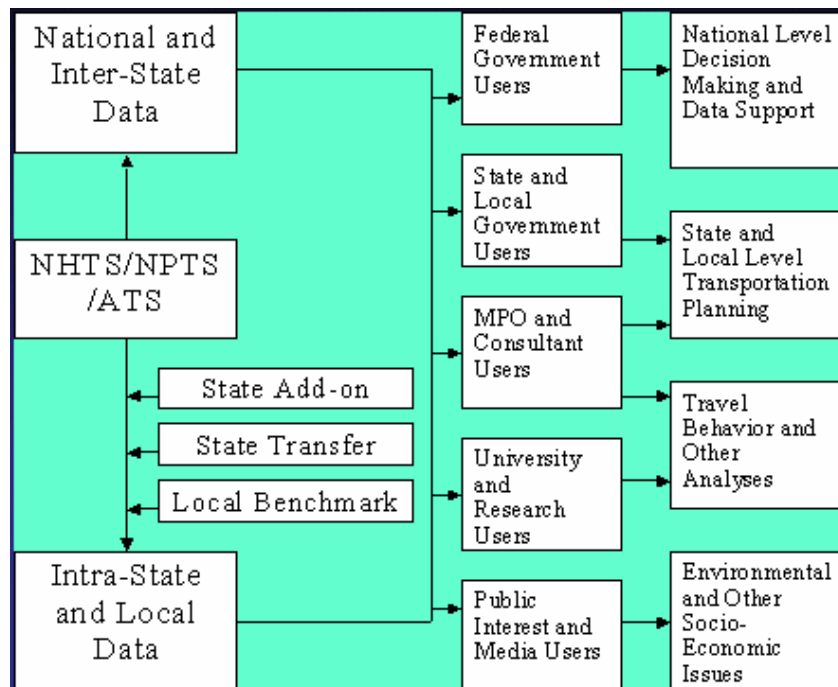 National and
Inter-State
Data
NHTS/NPTS
/ATS
State Add-on
State Transfer
Local Benchmark
Intra-State
and Local
Data
Federal
Government
Users
State and
Local
Government
Users
MPO and
Consultant
Users
University
and
Research
Users
Public
Interest and
Media Users
National Level
Decision
Making and
Data Support
State and
Local Level
Transportation
Planning
Travel
Behavior and
Other
Analyses
Environmental
and Other
Socio-
Economic
Issues